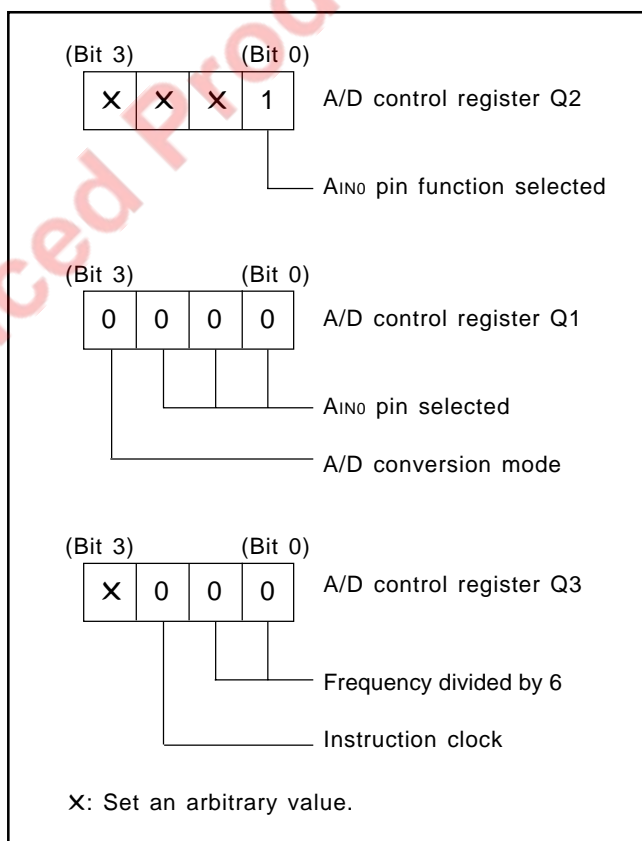 (Bit 3) (Bit 0)
X X X 1 A/D control register Q2
AIN0 pin function selected
(Bit 3) (Bit 0)
0 0 0 0 A/D control register Q1
AIN0 pin selected
A/D conversion mode
(Bit 3) (Bit 0)
X 0 0 0 A/D control register Q3
Frequency divided by 6
Instruction clock
X: Set an arbitrary value.